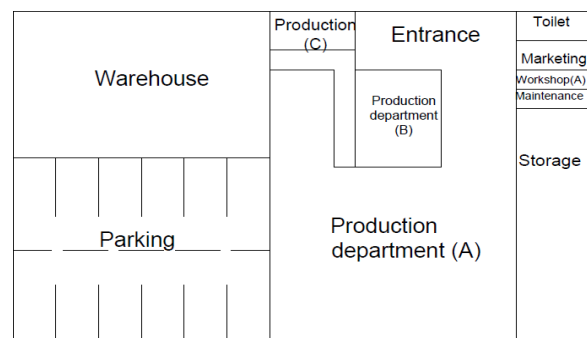 Production
(C)
Entrance
Toilet
Warehouse
Marketing
Workshop(A)
Maintenance
Production
department
(B)
Storage
Parking
Production
department (A)